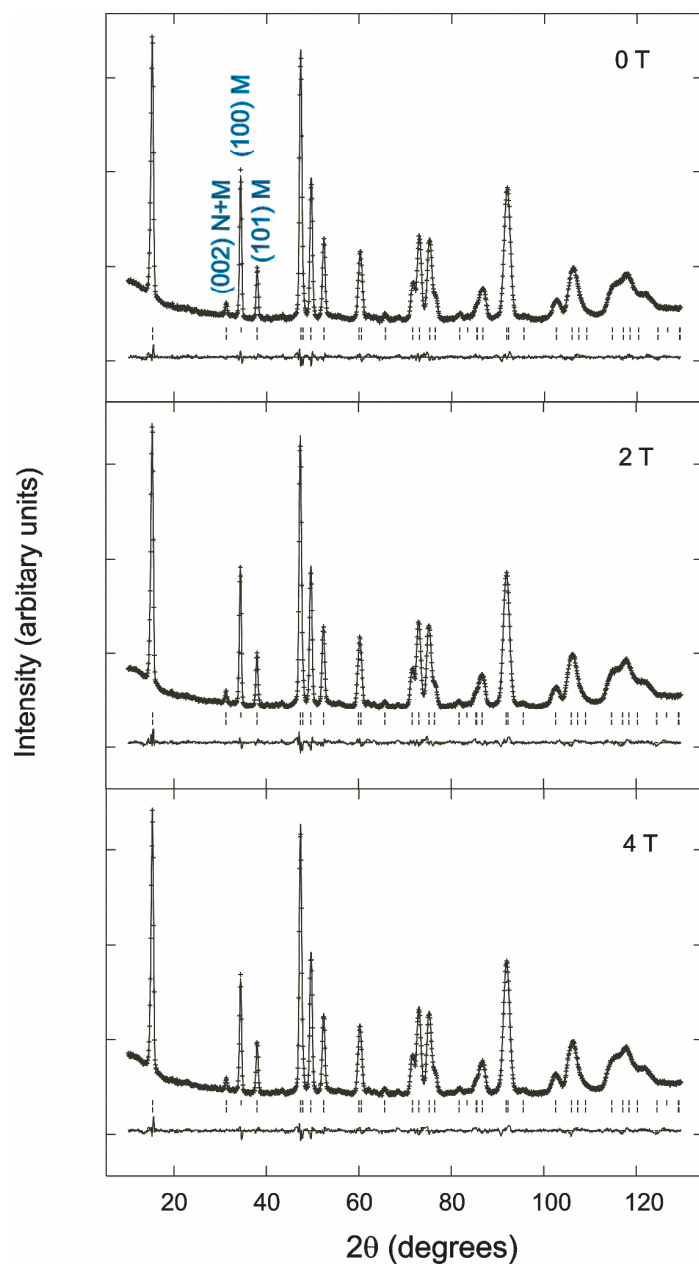 0 T
(002) N+M
(100) M
(101) M
2 T
4 T
Intensity (arbitary units)
20 40 60 80 100 120
2θ (degrees)